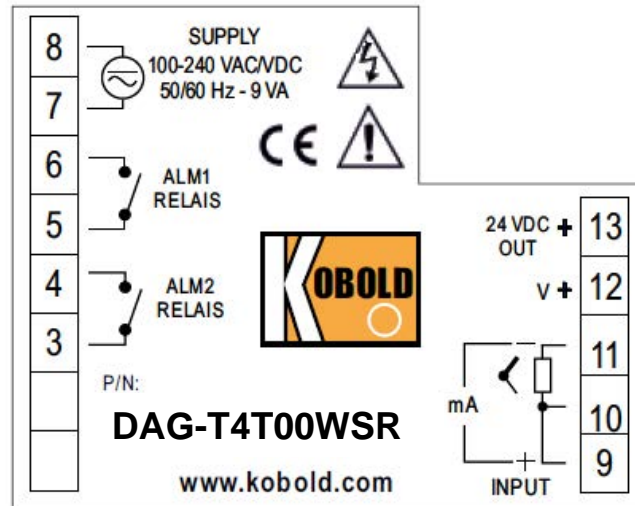 8
7
6
5
4
3
SUPPLY
100-240 VAC/VDC
50/60 Hz - 9 VA
CE
ALM1
RELAIS
ALM2
RELAIS
KOBOLD
P/N:
DAG-T4T00WSR
www.kobold.com
24 VDC +
OUT
V +
mA
- 
+
INPUT
13
12
11
10
9